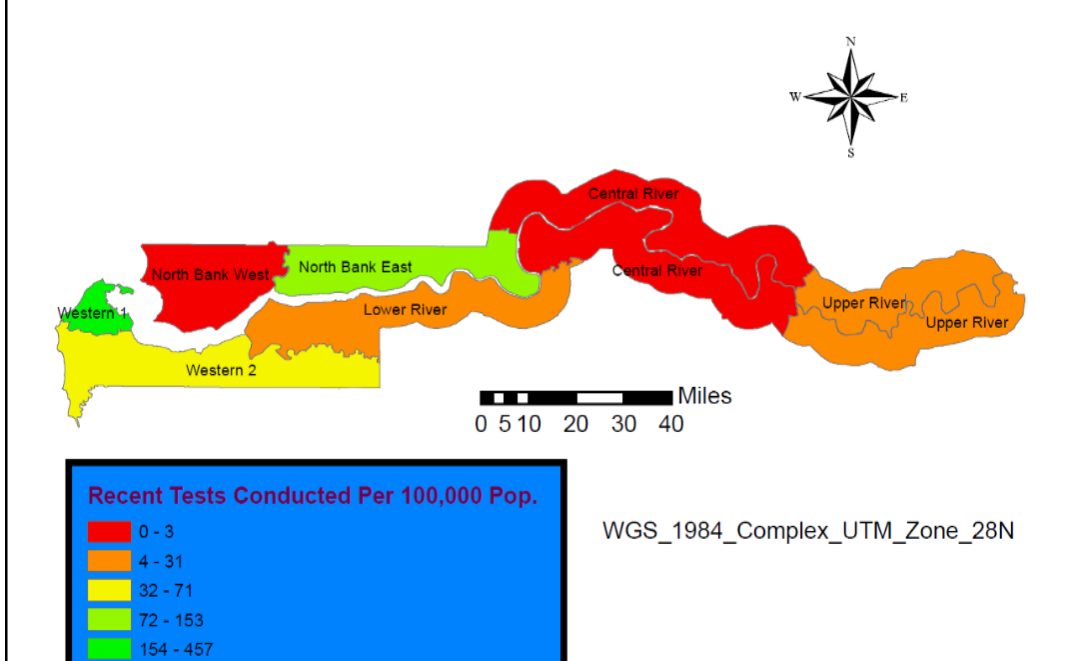 N
W E
S
Central River
North Bank West
North Bank East
Central River
Western 1
Lower River
Upper River
Upper River
Western 2
Miles
0 5 10 20 30 40
Recent Tests Conducted Per 100,000 Pop.
0 - 3
WGS_1984_Complex_UTM_Zone_28N
4 - 31
32 - 71
72 - 153
154 - 457